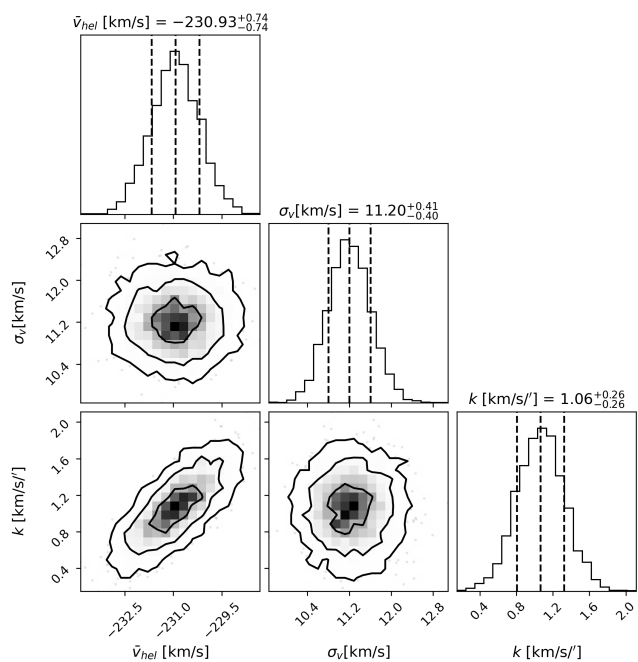 v̄_hel [km/s] = −230.93^{+0.74}_{−0.74}
σ_v[km/s] = 11.20^{+0.41}_{−0.40}
12.8
12.0
11.2
10.4
σ_v[km/s]
k [km/s/′] = 1.06^{+0.26}_{−0.26}
2.0
1.6
1.2
0.8
0.4
k [km/s/′]
−232.5 −231.0 −229.5
10.4 11.2 12.0 12.8
0.4 0.8 1.2 1.6 2.0
v̄_hel [km/s] σ_v[km/s] k [km/s/′]